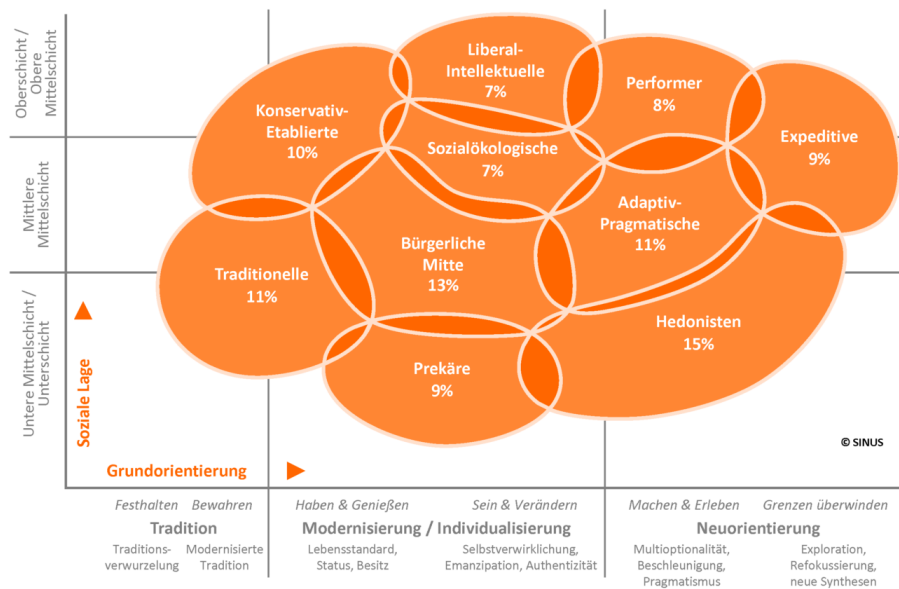 Oberschicht /
Obere
Mittelschicht
Mittlere
Mittelschicht
Untere Mittelschicht /
Unterschicht
Soziale Lage
Liberal-
Intellektuelle
7%
Performer
8%
Konservativ-
Etablierte
10%
Expeditive
9%
Sozialökologische
7%
Adaptiv-
Pragmatische
11%
Bürgerliche
Mitte
13%
Traditionelle
11%
Hedonisten
15%
Prekäre
9%
© SINUS
Grundorientierung
Festhalten Bewahren
Tradition
Traditions-
verwurzelung
Modernisierte
Tradition
Haben & Genießen Sein & Verändern
Modernisierung / Individualisierung
Lebensstandard,
Status, Besitz
Selbstverwirklichung,
Emanzipation, Authentizität
Machen & Erleben Grenzen überwinden
Neuorientierung
Multioptionalität,
Beschleunigung,
Pragmatismus
Exploration,
Refokussierung,
neue Synthesen